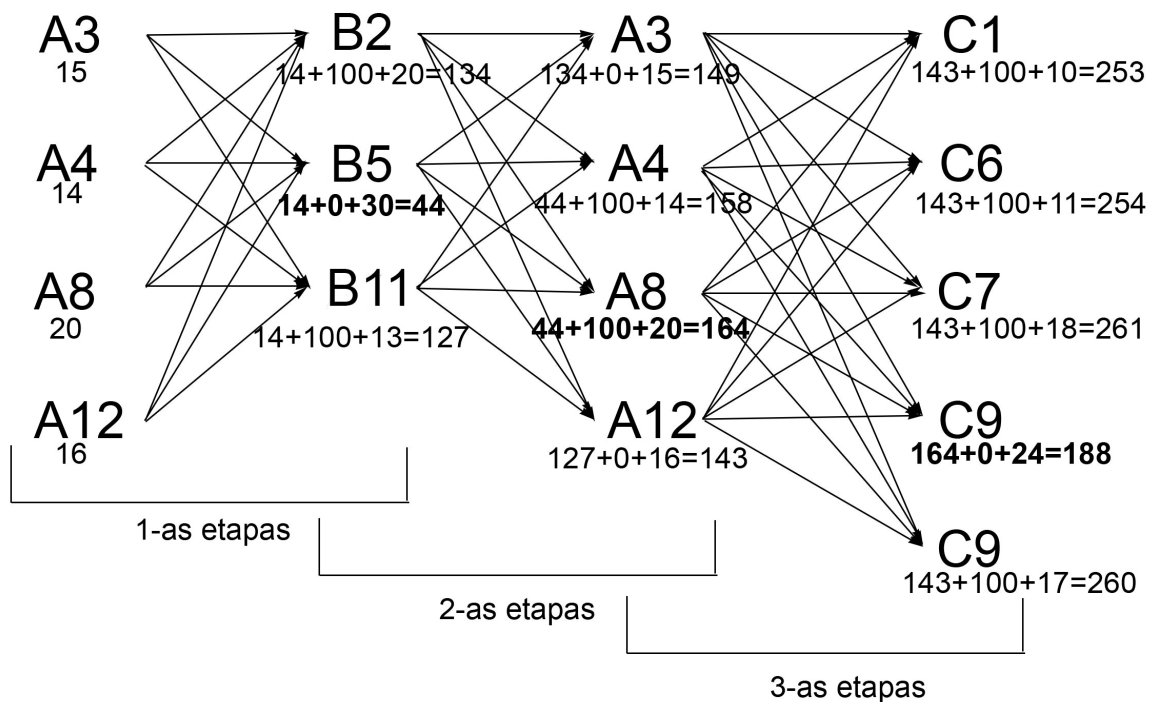 A3 B2 A3 C1
15 14+100+20=134 134+0+15=149 143+100+10=253
A4 B5 A4 C6
14 14+0+30=44 44+100+14=158 143+100+11=254
A8 B11 A8 C7
20 14+100+13=127 44+100+20=164 143+100+18=261
A12 A12 C9
16 127+0+16=143 164+0+24=188
1-as etapas
C9
143+100+17=260
2-as etapas
3-as etapas